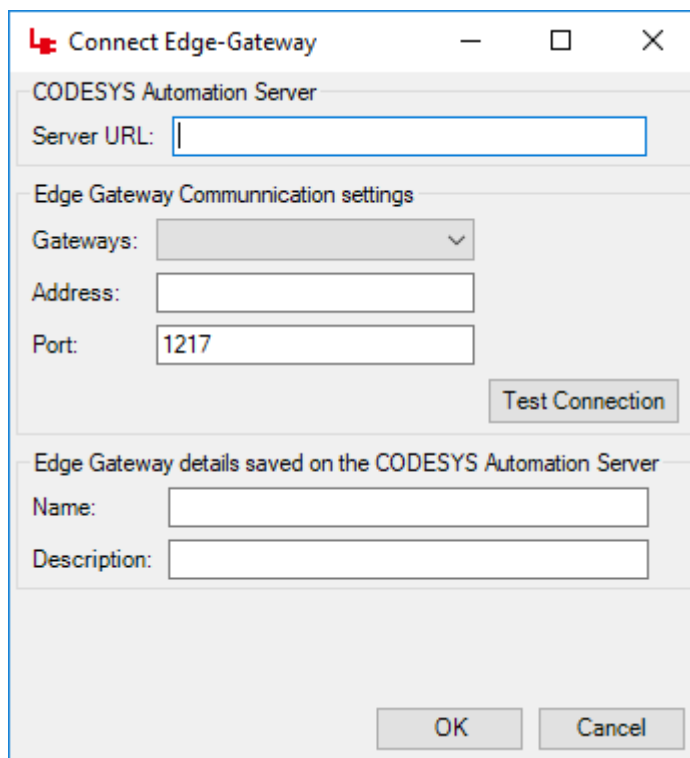 Connect Edge-Gateway
CODESYS Automation Server
Server URL:
Edge Gateway Communnication settings
Gateways:
Address:
Port: 1217
Test Connection
Edge Gateway details saved on the CODESYS Automation Server
Name:
Description:
OK Cancel